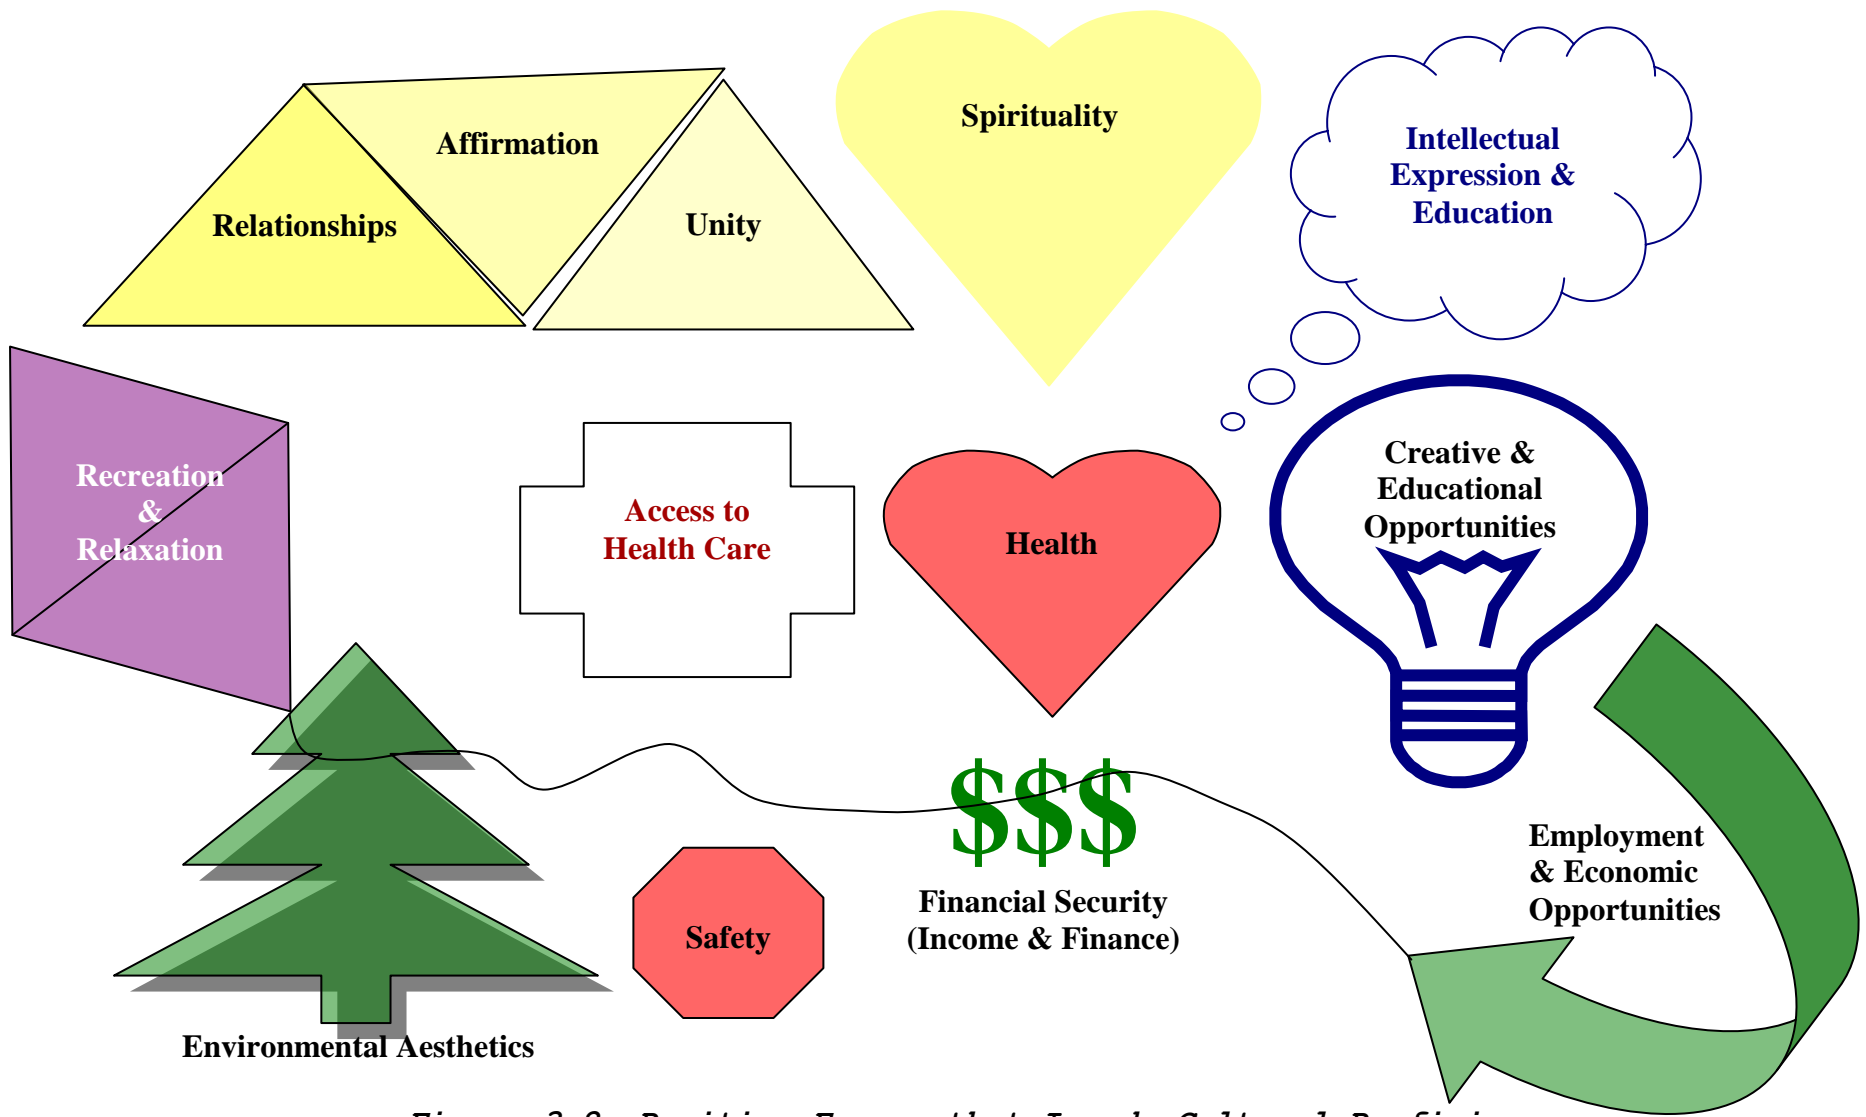 Affirmation
Relationships
Unity
Spirituality
Intellectual
Expression &
Education
Recreation
&
Relaxation
Access to
Health Care
Health
Creative &
Educational
Opportunities
$$$
Financial Security
(Income & Finance)
Employment
& Economic
Opportunities
Safety
Environmental Aesthetics